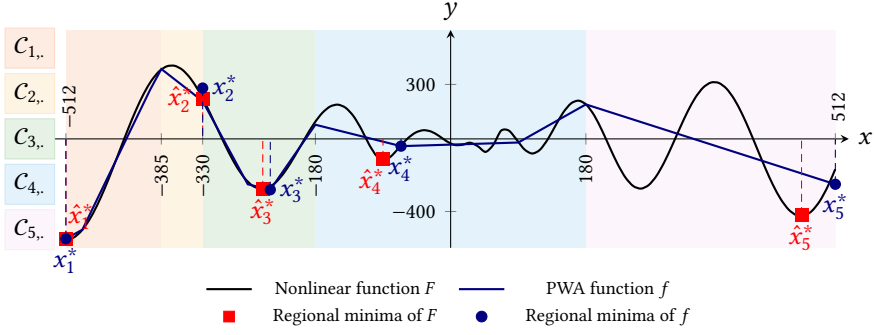 y
x
C1,.
C2,.
C3,.
C4,.
C5,.
300
−400
−512
−385
−330
−180
180
512
x̂1*
x1*
x̂2*
x2*
x̂3*
x3*
x̂4*
x4*
x̂5*
x5*
Nonlinear function F
PWA function f
Regional minima of F
Regional minima of f